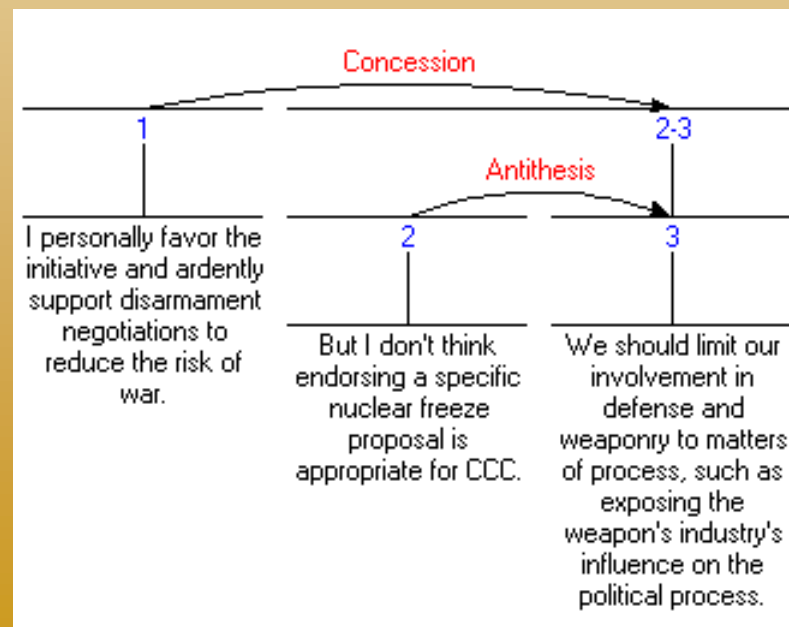 Concession
1
2-3
Antithesis
I personally favor the
initiative and ardently
support disarmament
negotiations to
reduce the risk of
war.
2
But I don't think
endorsing a specific
nuclear freeze
proposal is
appropriate for CCC.
3
We should limit our
involvement in
defense and
weaponry to matters
of process, such as
exposing the
weapon's industry's
influence on the
political process.